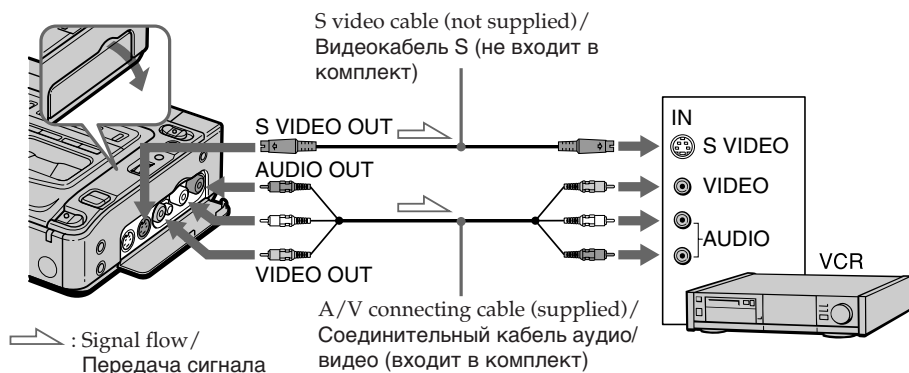 S video cable (not supplied)/
Видеокабель S (не входит в
комплект)
S VIDEO OUT
AUDIO OUT
VIDEO OUT
IN
S VIDEO
VIDEO
AUDIO
VCR
A/V connecting cable (supplied)/
Соединительный кабель аудио/
видео (входит в комплект)
: Signal flow/
Передача сигнала